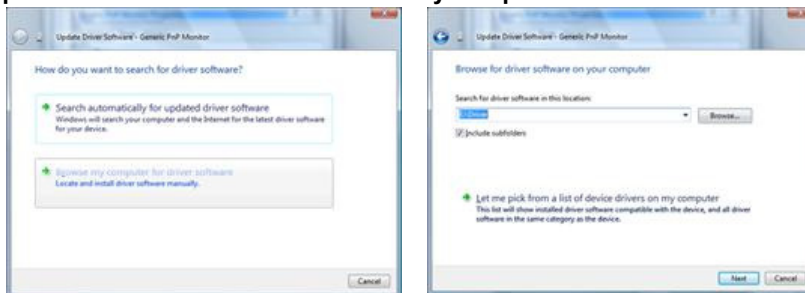 Update Driver Software - Generic PnP Monitor
How do you want to search for driver software?
Search automatically for updated driver software
Windows will search your computer and the Internet for the latest driver software
for your device.
Browse my computer for driver software
Locate and install driver software manually.
Cancel
Update Driver Software - Generic PnP Monitor
Browse for driver software on your computer
Search for driver software in this location:
Browse...
Include subfolders
Let me pick from a list of device drivers on my computer
This list will show installed driver software compatible with the device, and all driver
software in the same category as the device.
Next
Cancel